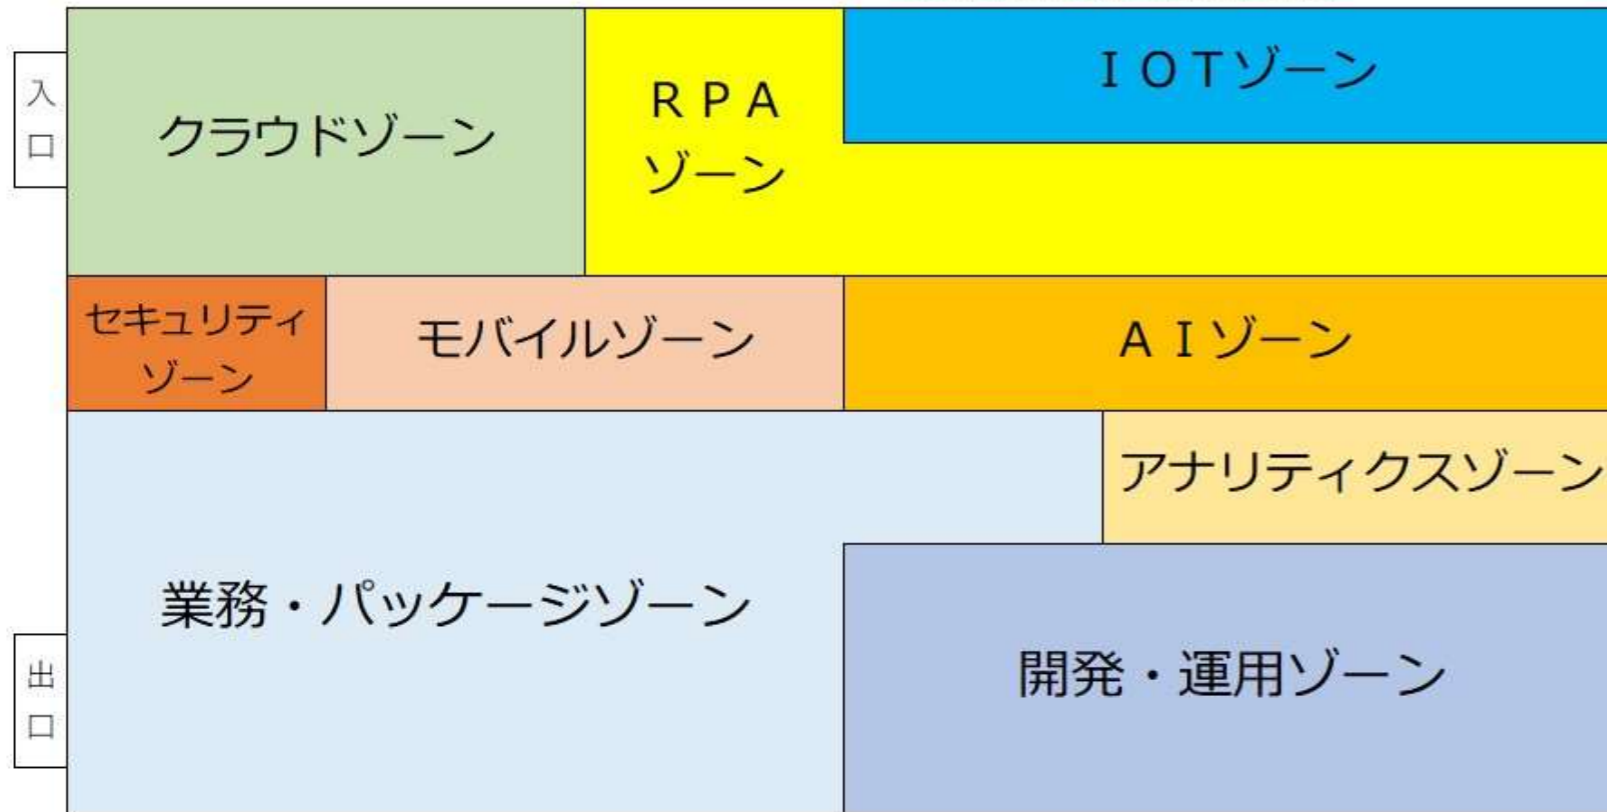 入
口
クラウドゾーン
ＲＰＡ
ゾーン
ＩＯＴゾーン
セキュリティ
ゾーン
モバイルゾーン
ＡＩゾーン
アナリティクスゾーン
業務・パッケージゾーン
開発・運用ゾーン
出
口